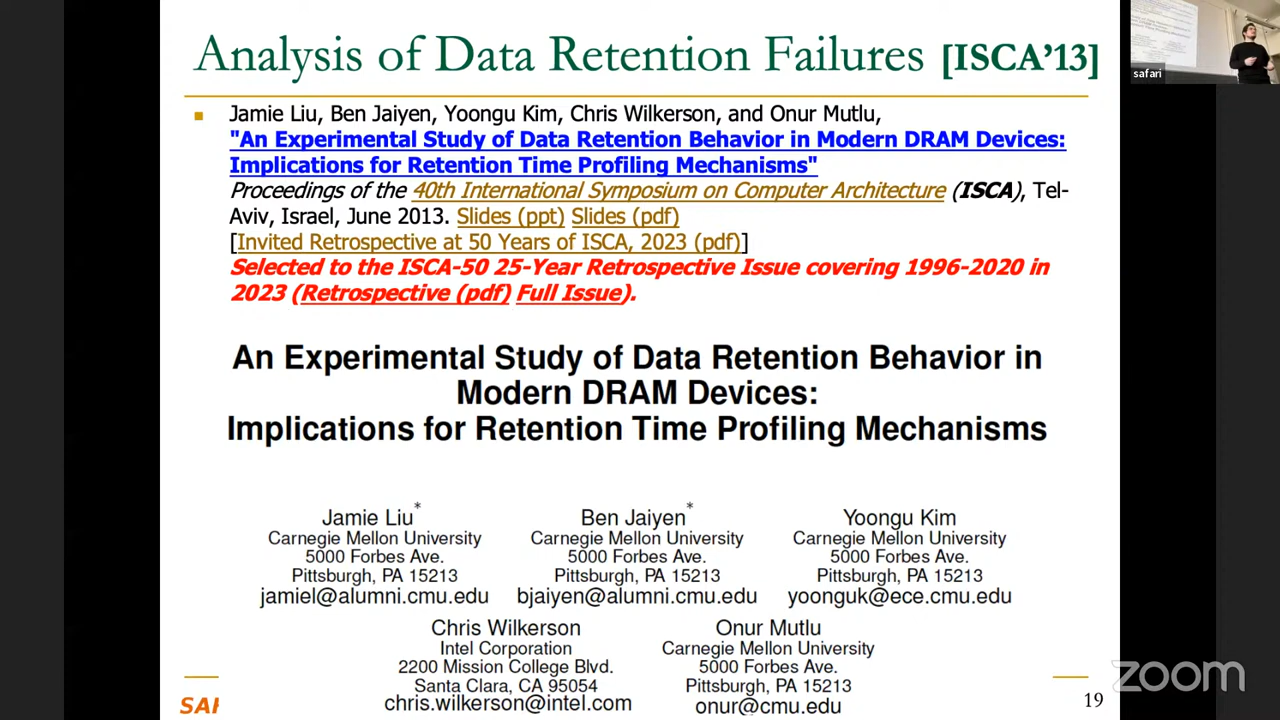 Analysis of Data Retention Failures [ISCA'13]
safari
Jamie Liu, Ben Jaiyen, Yoongu Kim, Chris Wilkerson, and Onur Mutlu,
"An Experimental Study of Data Retention Behavior in Modern DRAM Devices:
Implications for Retention Time Profiling Mechanisms"
Proceedings of the 40th International Symposium on Computer Architecture (ISCA), Tel-
Aviv, Israel, June 2013. Slides (ppt) Slides (pdf)
[Invited Retrospective at 50 Years of ISCA, 2023 (pdf)]
Selected to the ISCA-50 25-Year Retrospective Issue covering 1996-2020 in
2023 (Retrospective (pdf) Full Issue).
An Experimental Study of Data Retention Behavior in
Modern DRAM Devices:
Implications for Retention Time Profiling Mechanisms
Jamie Liu*
Carnegie Mellon University
5000 Forbes Ave.
Pittsburgh, PA 15213
jamiel@alumni.cmu.edu
Ben Jaiyen*
Carnegie Mellon University
5000 Forbes Ave.
Pittsburgh, PA 15213
bjaiyen@alumni.cmu.edu
Yoongu Kim
Carnegie Mellon University
5000 Forbes Ave.
Pittsburgh, PA 15213
yoonguk@ece.cmu.edu
Chris Wilkerson
Intel Corporation
2200 Mission College Blvd.
Santa Clara, CA 95054
chris.wilkerson@intel.com
Onur Mutlu
Carnegie Mellon University
5000 Forbes Ave.
Pittsburgh, PA 15213
onur@cmu.edu
SAF
19
zoom